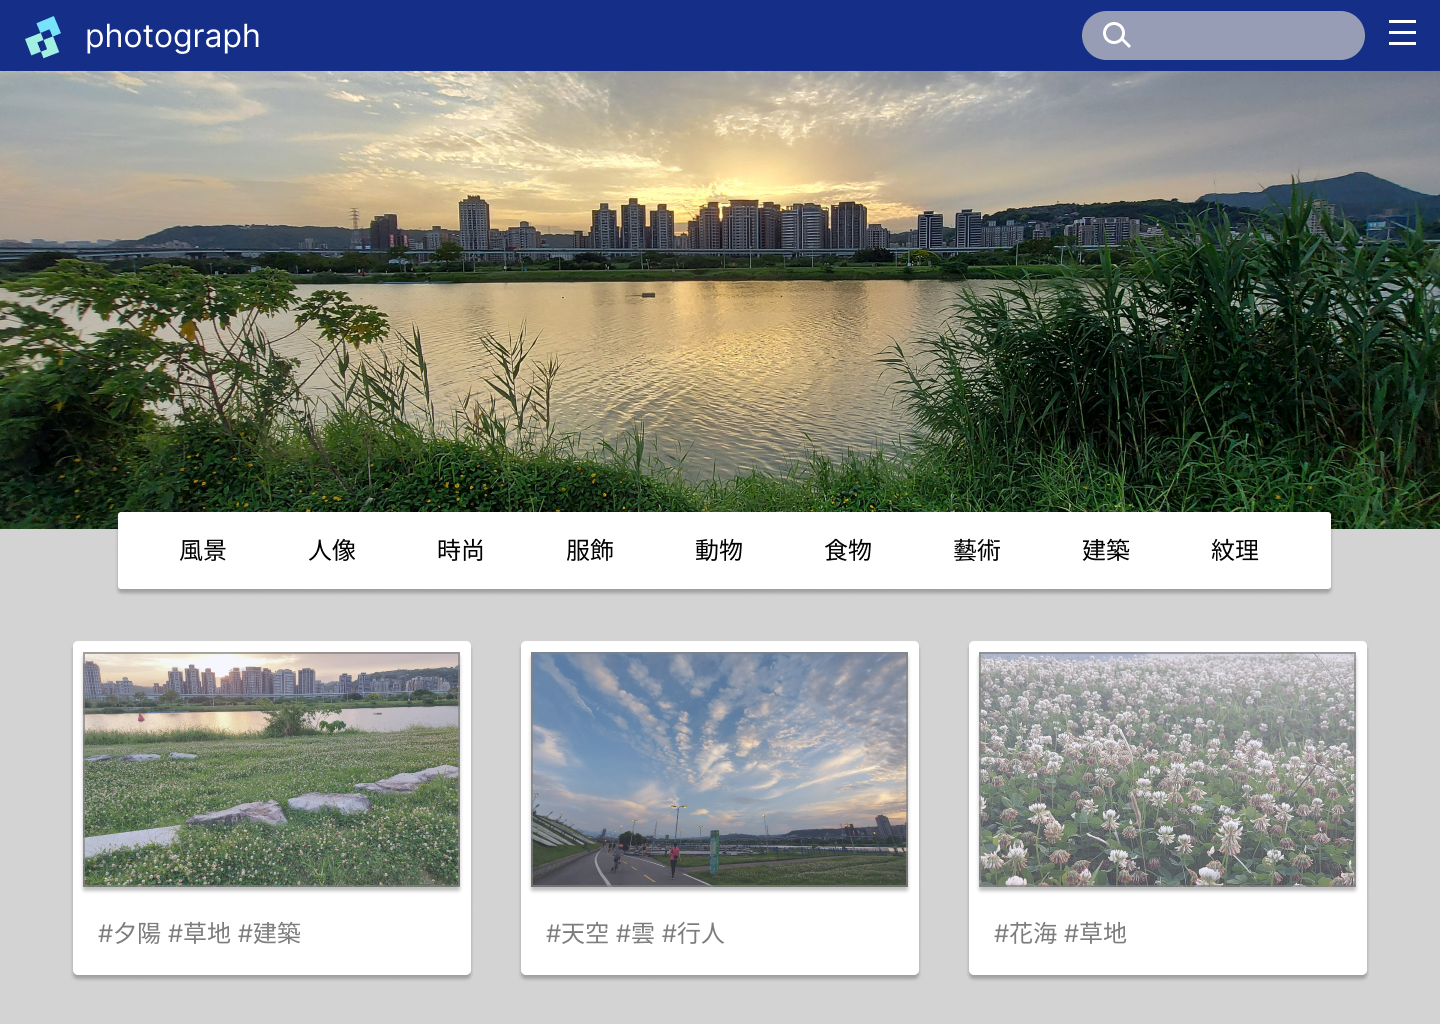 photograph
風景 人像 時尚 服飾 動物 食物 藝術 建築 紋理
#夕陽 #草地 #建築
#天空 #雲 #行人
#花海 #草地